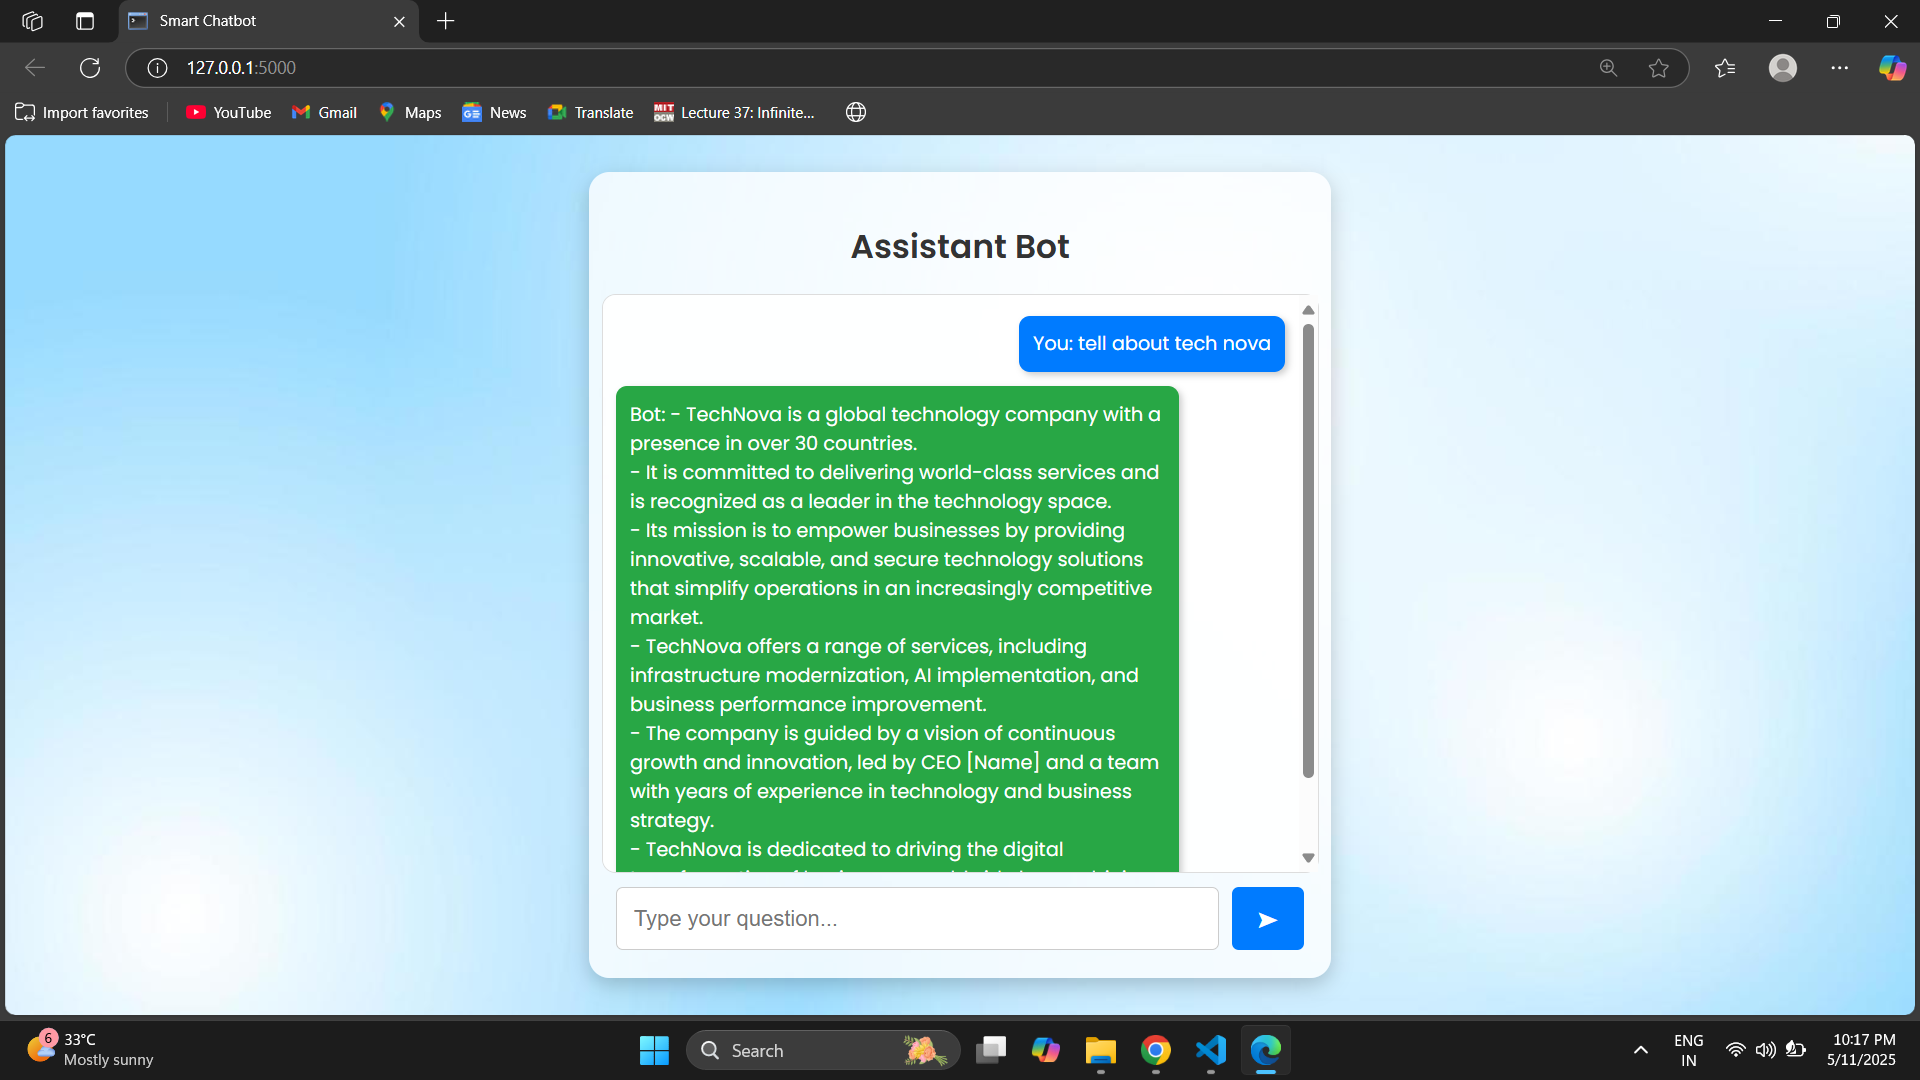 Smart Chatbot
127.0.0.1:5000
Import favorites
YouTube
Gmail
Maps
News
Translate
MIT OCW
Lecture 37: Infinite...
Assistant Bot
You: tell about tech nova
Bot: - TechNova is a global technology company with a
presence in over 30 countries.
- It is committed to delivering world-class services and
is recognized as a leader in the technology space.
- Its mission is to empower businesses by providing
innovative, scalable, and secure technology solutions
that simplify operations in an increasingly competitive
market.
- TechNova offers a range of services, including
infrastructure modernization, AI implementation, and
business performance improvement.
- The company is guided by a vision of continuous
growth and innovation, led by CEO [Name] and a team
with years of experience in technology and business
strategy.
- TechNova is dedicated to driving the digital
Type your question...
6
33°C
Mostly sunny
Search
ENG
IN
10:17 PM
5/11/2025